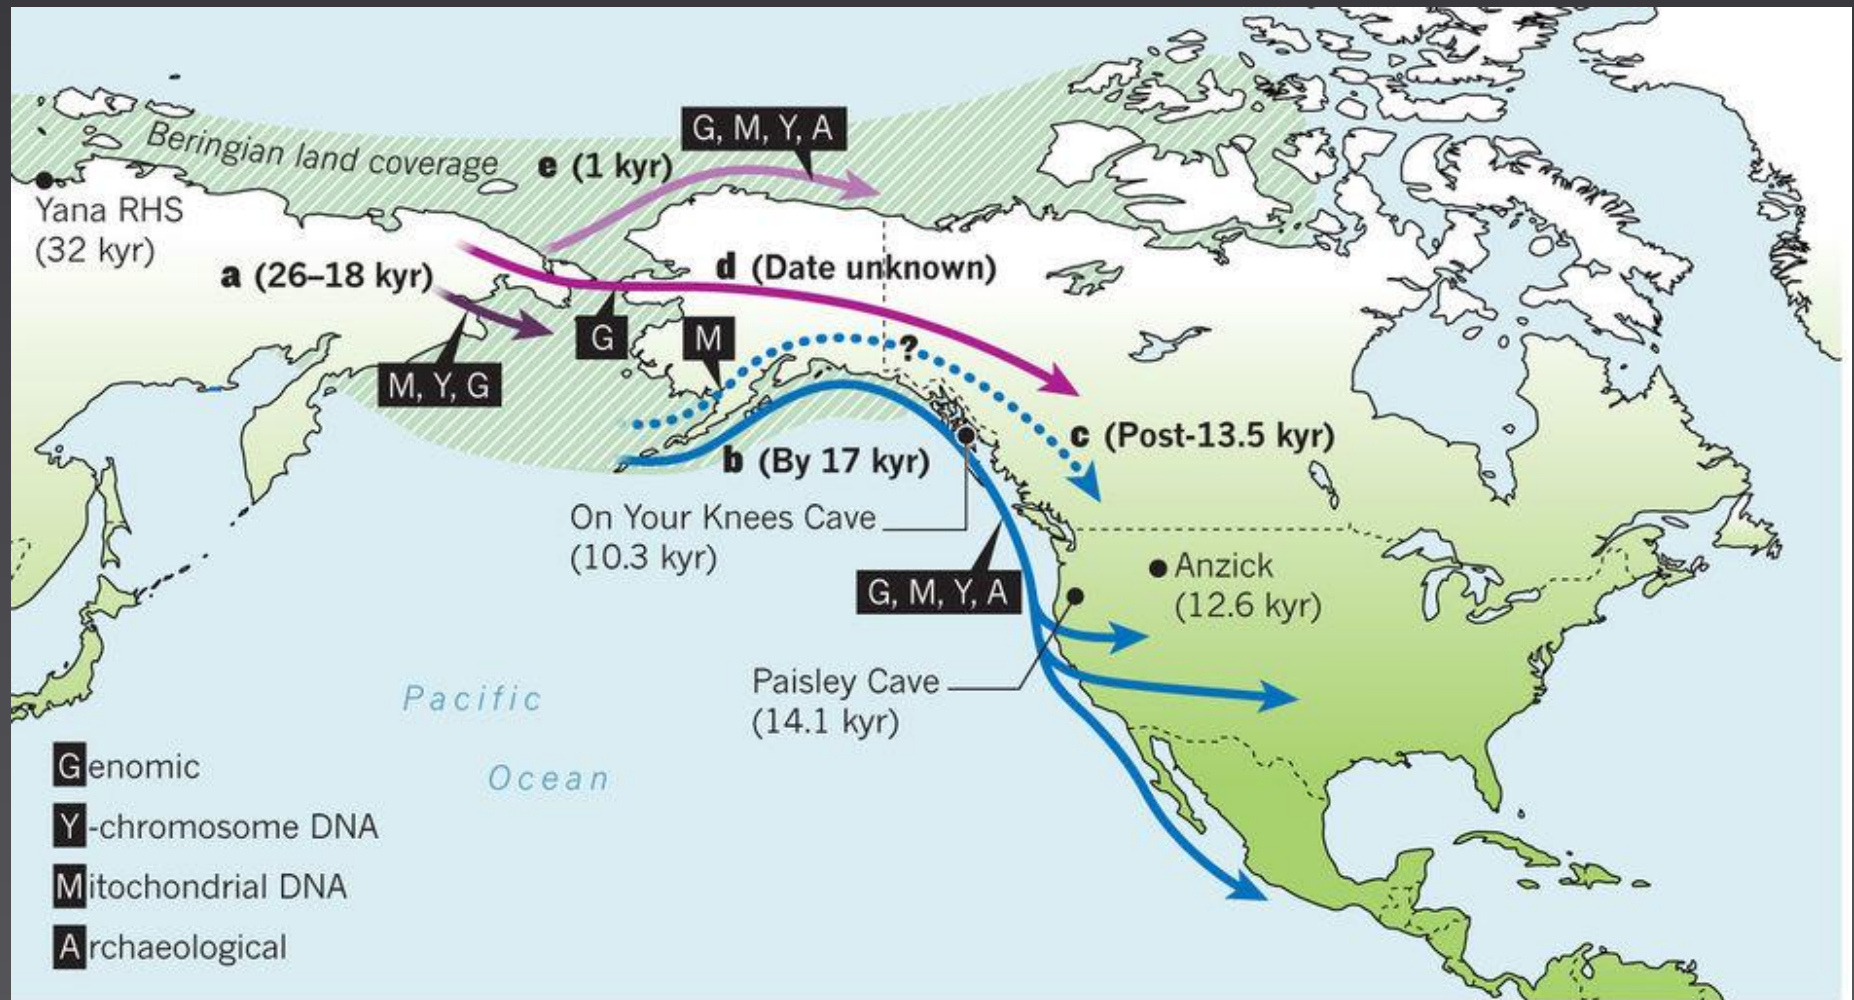 Beringian land coverage
G, M, Y, A
e (1 kyr)
Yana RHS
(32 kyr)
a (26–18 kyr)
d (Date unknown)
G
M
?
M, Y, G
c (Post-13.5 kyr)
b (By 17 kyr)
On Your Knees Cave
(10.3 kyr)
G, M, Y, A
Anzick
(12.6 kyr)
Paisley Cave
(14.1 kyr)
Pacific
Ocean
Genomic
Y-chromosome DNA
Mitochondrial DNA
Archaeological